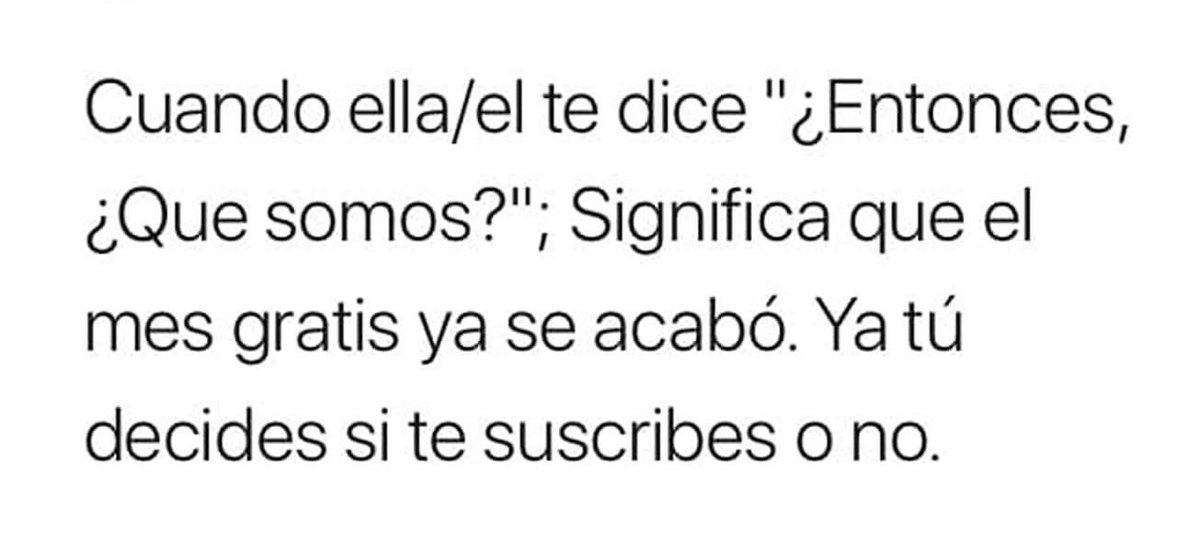 Cuando ella/el te dice "¿Entonces,
¿Que somos?"; Significa que el
mes gratis ya se acabó. Ya tú
decides si te suscribes o no.